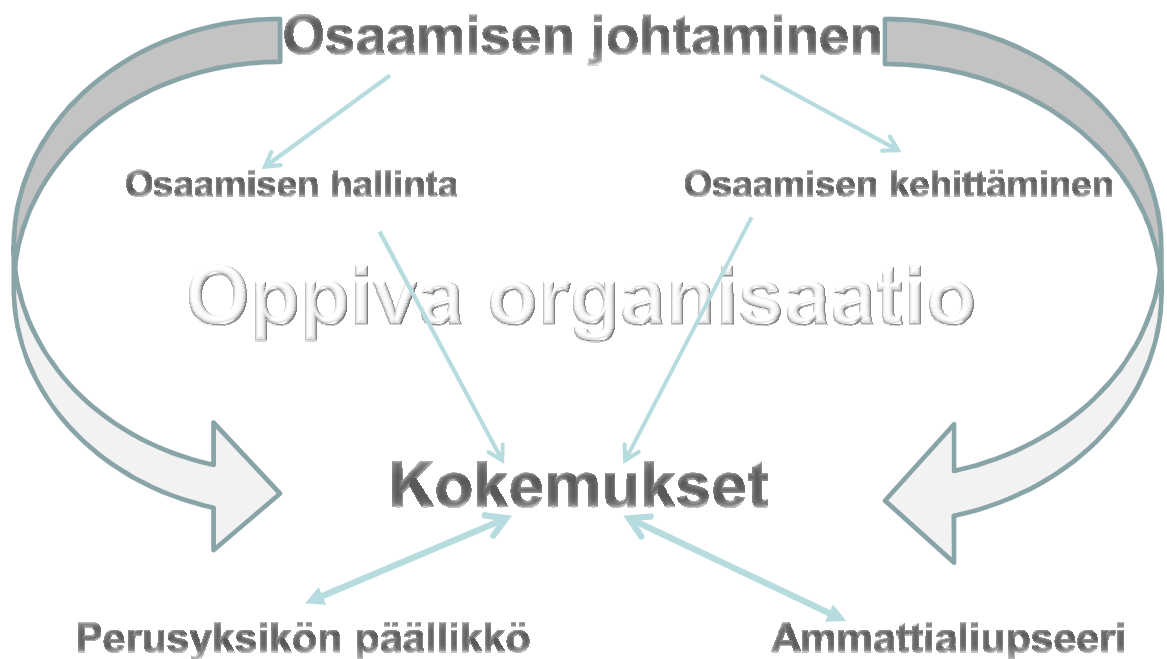 Osaamisen johtaminen
Osaamisen hallinta
Osaamisen kehittäminen
Oppiva organisaatio
Kokemukset
Perusyksikön päällikkö
Ammattialiupseeri